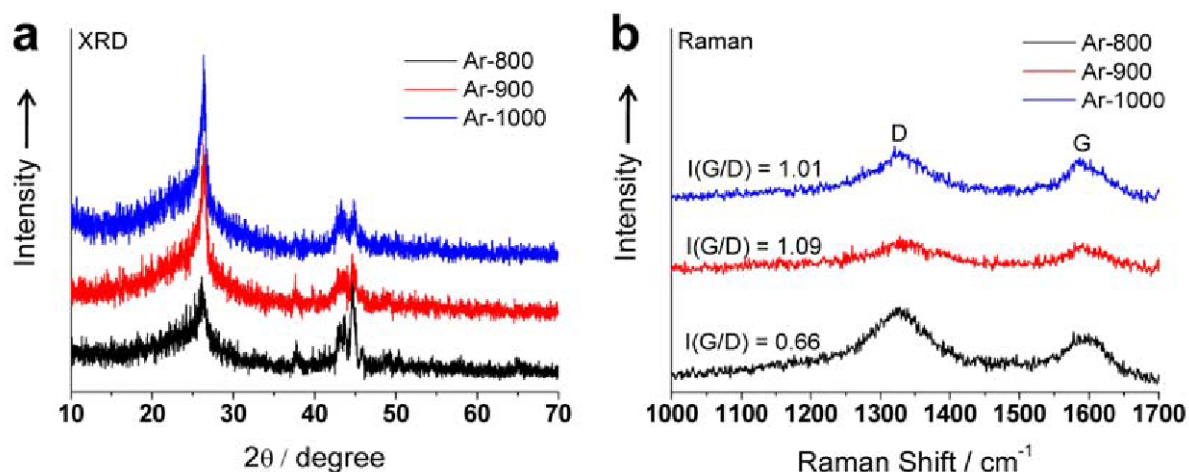 a
XRD
Ar-800
Ar-900
Ar-1000
Intensity
10 20 30 40 50 60 70
2θ / degree
b
Raman
Ar-800
Ar-900
Ar-1000
D
G
I(G/D) = 1.01
I(G/D) = 1.09
I(G/D) = 0.66
Intensity
1000 1100 1200 1300 1400 1500 1600 1700
Raman Shift / cm⁻¹